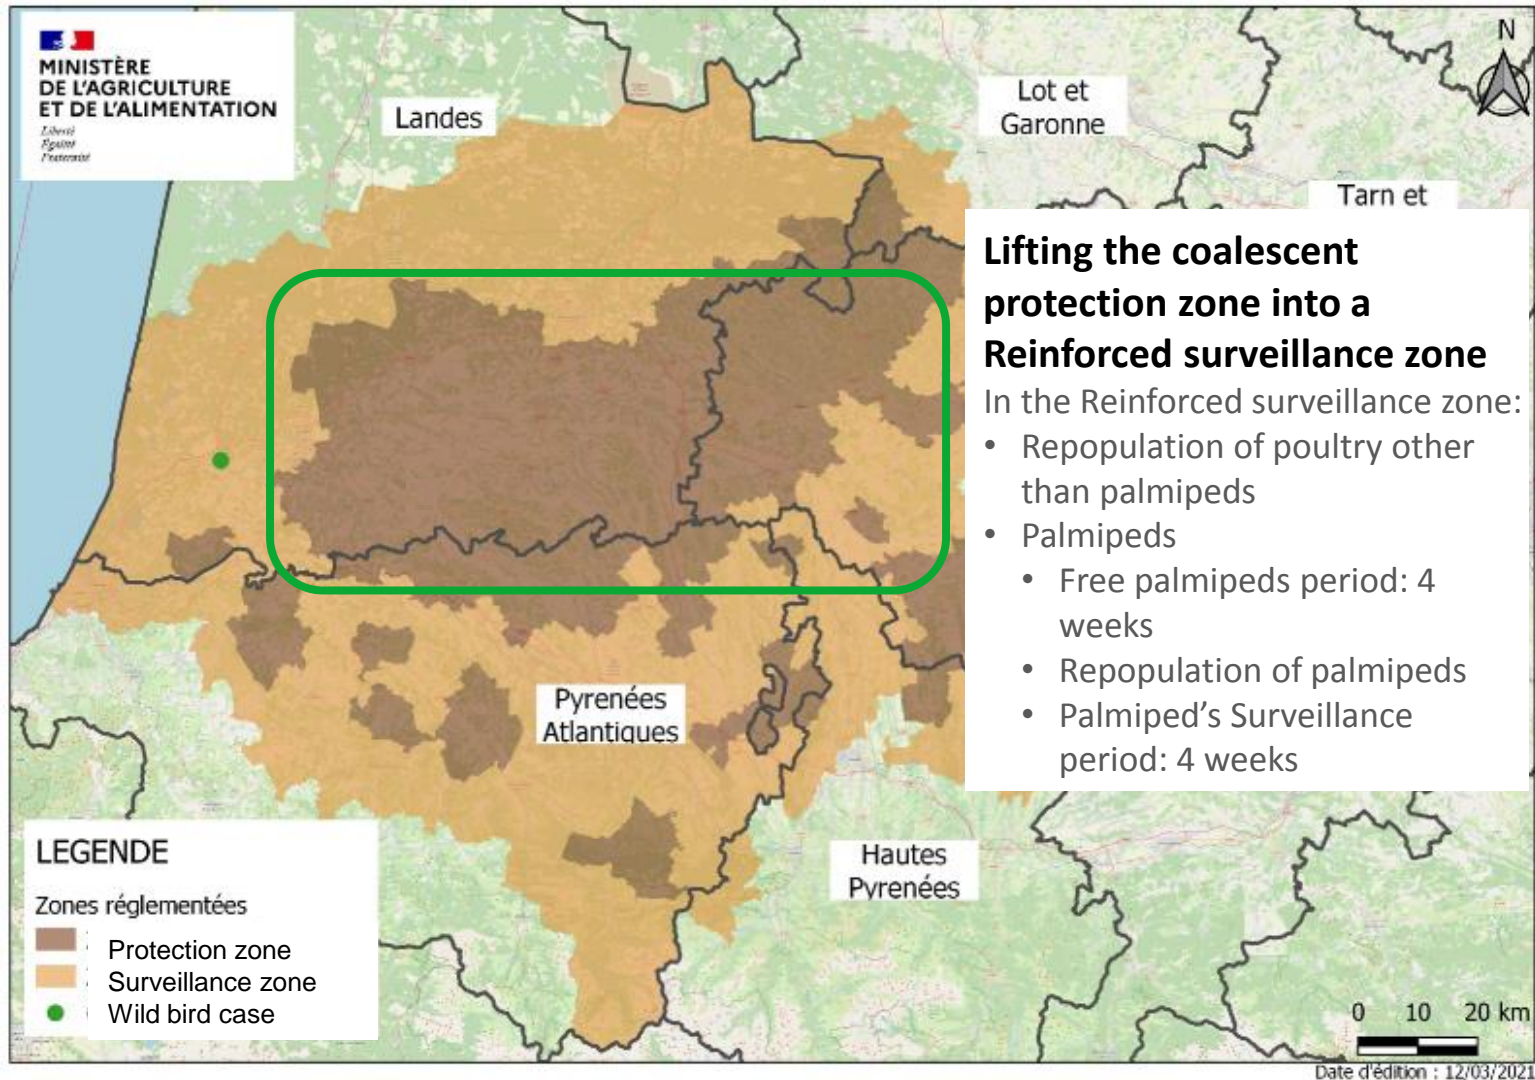 MINISTÈRE
DE L'AGRICULTURE
ET DE L'ALIMENTATION
Liberté
Égalité
Fraternité
Landes
Lot et
Garonne
N
Tarn et
Lifting the coalescent
protection zone into a
Reinforced surveillance zone
In the Reinforced surveillance zone:
• Repopulation of poultry other
than palmipeds
• Palmipeds
• Free palmipeds period: 4
weeks
• Repopulation of palmipeds
• Palmiped’s Surveillance
period: 4 weeks
Pyrenées
Atlantiques
Hautes
Pyrenées
LEGENDE
Zones réglementées
Protection zone
Surveillance zone
Wild bird case
0 10 20 km
Date d'édition : 12/03/2021